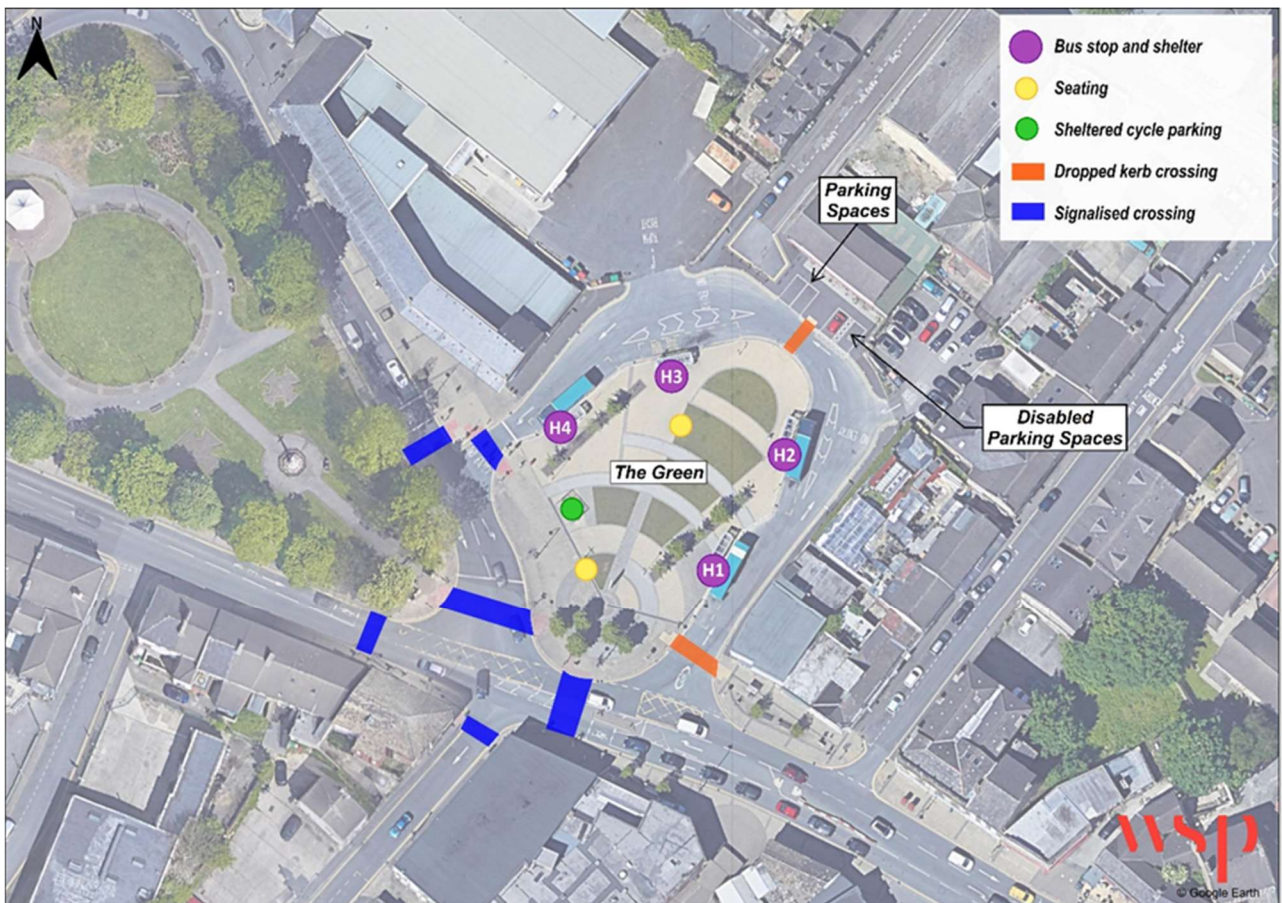 N
Bus stop and shelter
Seating
Sheltered cycle parking
Dropped kerb crossing
Signalised crossing
Parking
Spaces
H3
H4
Disabled
Parking Spaces
H2
The Green
H1
wsp
© Google Earth